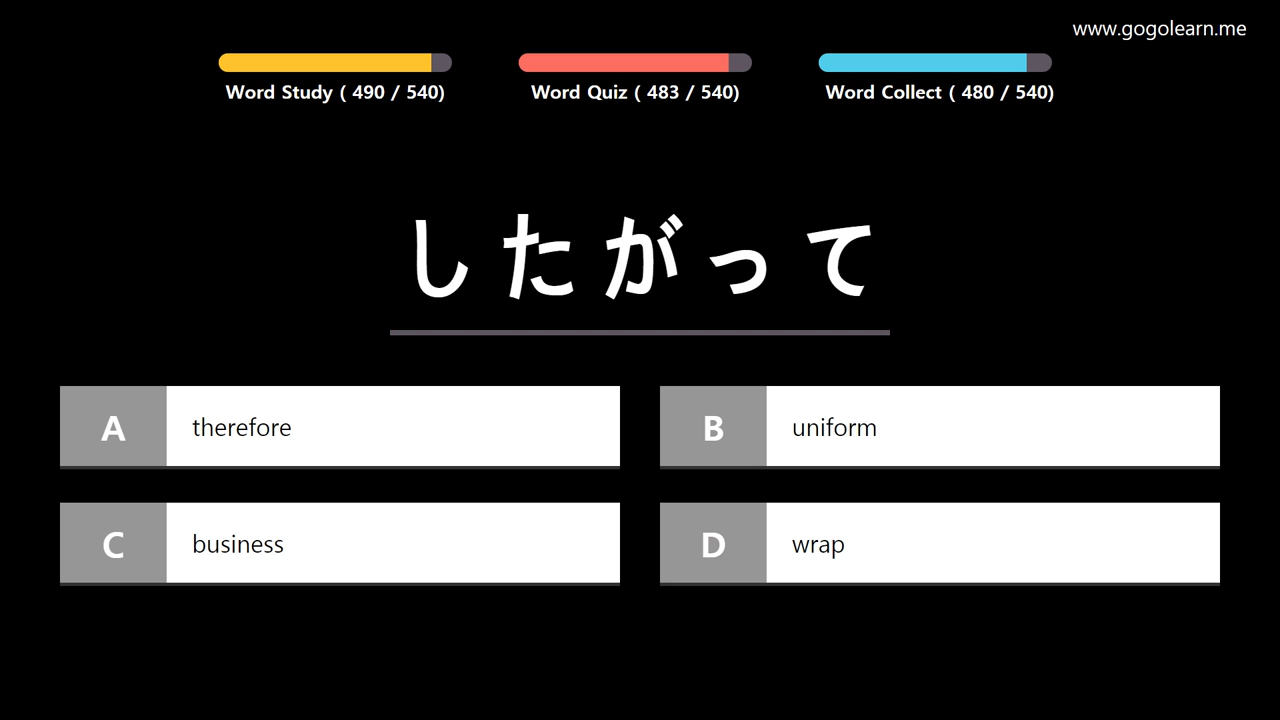 www.gogolearn.me
Word Study ( 490 / 540)
Word Quiz ( 483 / 540)
Word Collect ( 480 / 540)
したがって
A therefore
B uniform
C business
D wrap